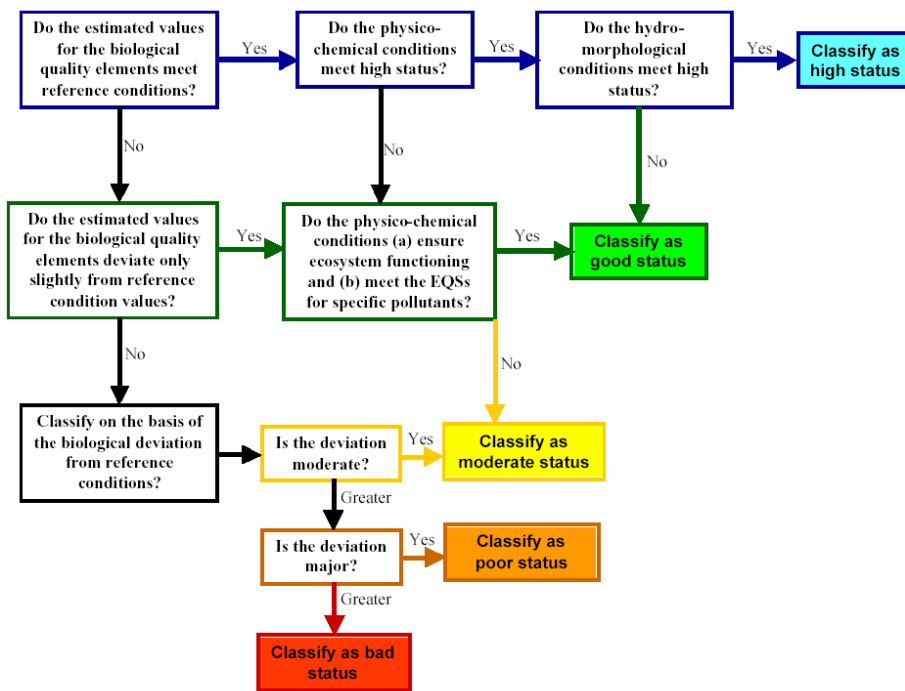 Do the estimated values
for the biological
quality elements meet
reference conditions?
Yes
Do the physico-
chemical conditions
meet high status?
Yes
Do the hydro-
morphological
conditions meet high
status?
Yes
Classify as
high status
No
No
No
Do the estimated values
for the biological quality
elements deviate only
slightly from reference
condition values?
Yes
Do the physico-chemical
conditions (a) ensure
ecosystem functioning
and (b) meet the EQSs
for specific pollutants?
Yes
Classify as
good status
No
No
Classify on the basis of
the biological deviation
from reference
conditions?
Is the deviation
moderate?
Yes
Classify as
moderate status
Greater
Is the deviation
major?
Yes
Classify as
poor status
Greater
Classify as bad
status